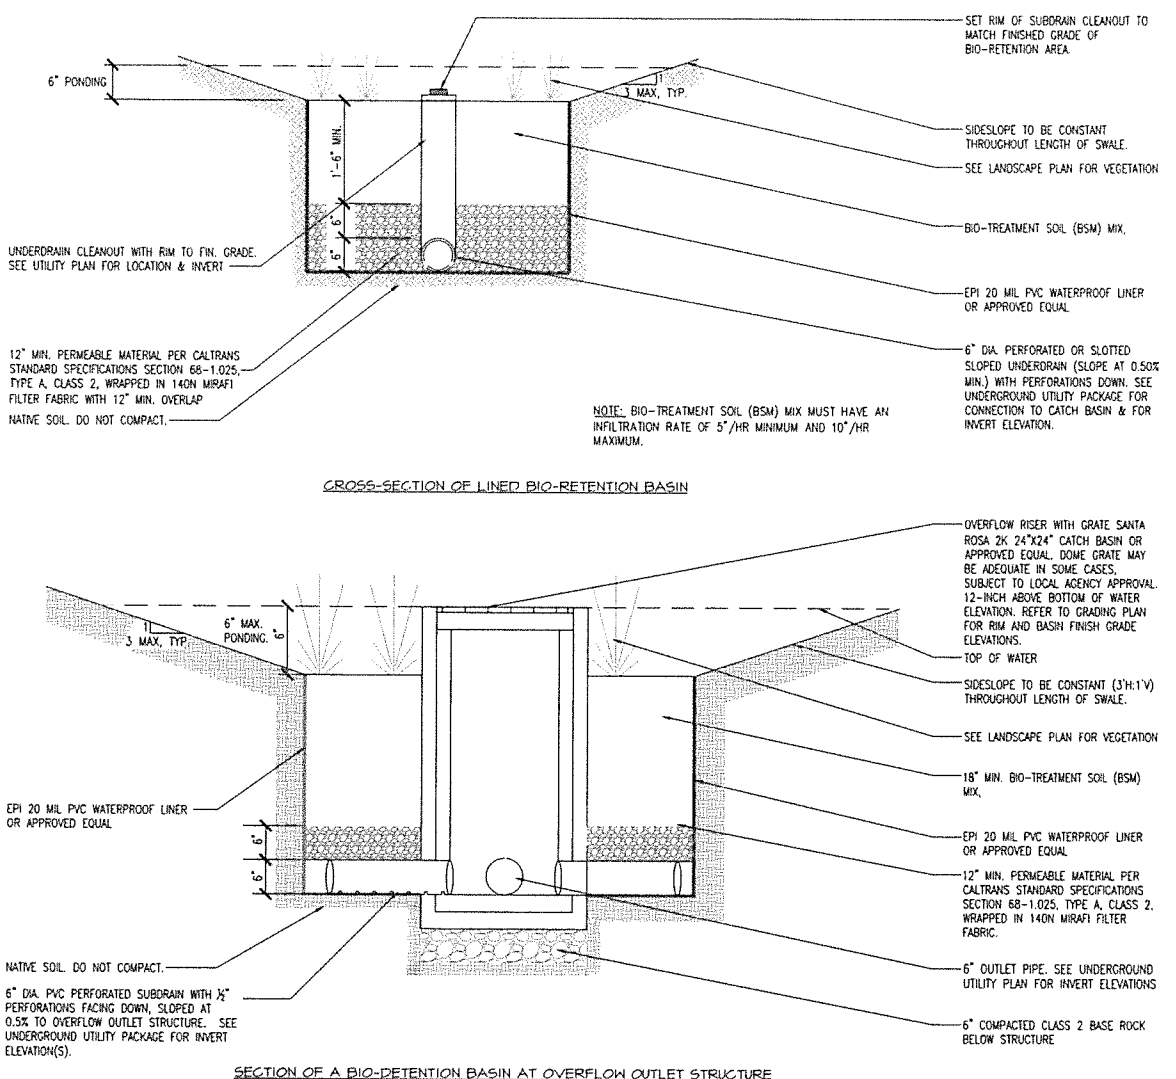 SET RIM OF SUBDRAIN CLEANOUT TO
MATCH FINISHED GRADE OF
BIO-RETENTION AREA.
6" PONDING
1
3 MAX, TYP.
SIDESLOPE TO BE CONSTANT
THROUGHOUT LENGTH OF SWALE.
1'-6" MIN.
SEE LANDSCAPE PLAN FOR VEGETATION
6"
BIO-TREATMENT SOIL (BSM) MIX,
UNDERDRAIN CLEANOUT WITH RIM TO FIN. GRADE.
SEE UTILITY PLAN FOR LOCATION & INVERT
6"
EPI 20 MIL PVC WATERPROOF LINER
OR APPROVED EQUAL
12" MIN. PERMEABLE MATERIAL PER CALTRANS
STANDARD SPECIFICATIONS SECTION 68-1.025,
TYPE A, CLASS 2, WRAPPED IN 140N MIRAFI
FILTER FABRIC WITH 12" MIN. OVERLAP
NATIVE SOIL. DO NOT COMPACT.
6" DIA. PERFORATED OR SLOTTED
SLOPED UNDERDRAIN (SLOPE AT 0.50%
MIN.) WITH PERFORATIONS DOWN. SEE
UNDERGROUND UTILITY PACKAGE FOR
CONNECTION TO CATCH BASIN & FOR
INVERT ELEVATION.
NOTE: BIO-TREATMENT SOIL (BSM) MIX MUST HAVE AN
INFILTRATION RATE OF 5"/HR MINIMUM AND 10"/HR
MAXIMUM.
CROSS-SECTION OF LINED BIO-RETENTION BASIN
OVERFLOW RISER WITH GRATE SANTA
ROSA 2K 24"X24" CATCH BASIN OR
APPROVED EQUAL. DOME GRATE MAY
BE ADEQUATE IN SOME CASES,
SUBJECT TO LOCAL AGENCY APPROVAL.
12-INCH ABOVE BOTTOM OF WATER
ELEVATION. REFER TO GRADING PLAN
FOR RIM AND BASIN FINISH GRADE
ELEVATIONS.
1
3 MAX, TYP.
6" MAX.
PONDING.
6"
TOP OF WATER
SIDESLOPE TO BE CONSTANT (3'H:1'V)
THROUGHOUT LENGTH OF SWALE.
SEE LANDSCAPE PLAN FOR VEGETATION
18" MIN. BIO-TREATMENT SOIL (BSM)
MIX,
EPI 20 MIL PVC WATERPROOF LINER
OR APPROVED EQUAL
6"
EPI 20 MIL PVC WATERPROOF LINER
OR APPROVED EQUAL
6"
12" MIN. PERMEABLE MATERIAL PER
CALTRANS STANDARD SPECIFICATIONS
SECTION 68-1.025, TYPE A, CLASS 2,
WRAPPED IN 140N MIRAFI FILTER
FABRIC.
NATIVE SOIL. DO NOT COMPACT.
6" OUTLET PIPE. SEE UNDERGROUND
UTILITY PLAN FOR INVERT ELEVATIONS
6" DIA. PVC PERFORATED SUBDRAIN WITH ½"
PERFORATIONS FACING DOWN, SLOPED AT
0.5% TO OVERFLOW OUTLET STRUCTURE. SEE
UNDERGROUND UTILITY PACKAGE FOR INVERT
ELEVATION(S).
6" COMPACTED CLASS 2 BASE ROCK
BELOW STRUCTURE
SECTION OF A BIO-DETENTION BASIN AT OVERFLOW OUTLET STRUCTURE